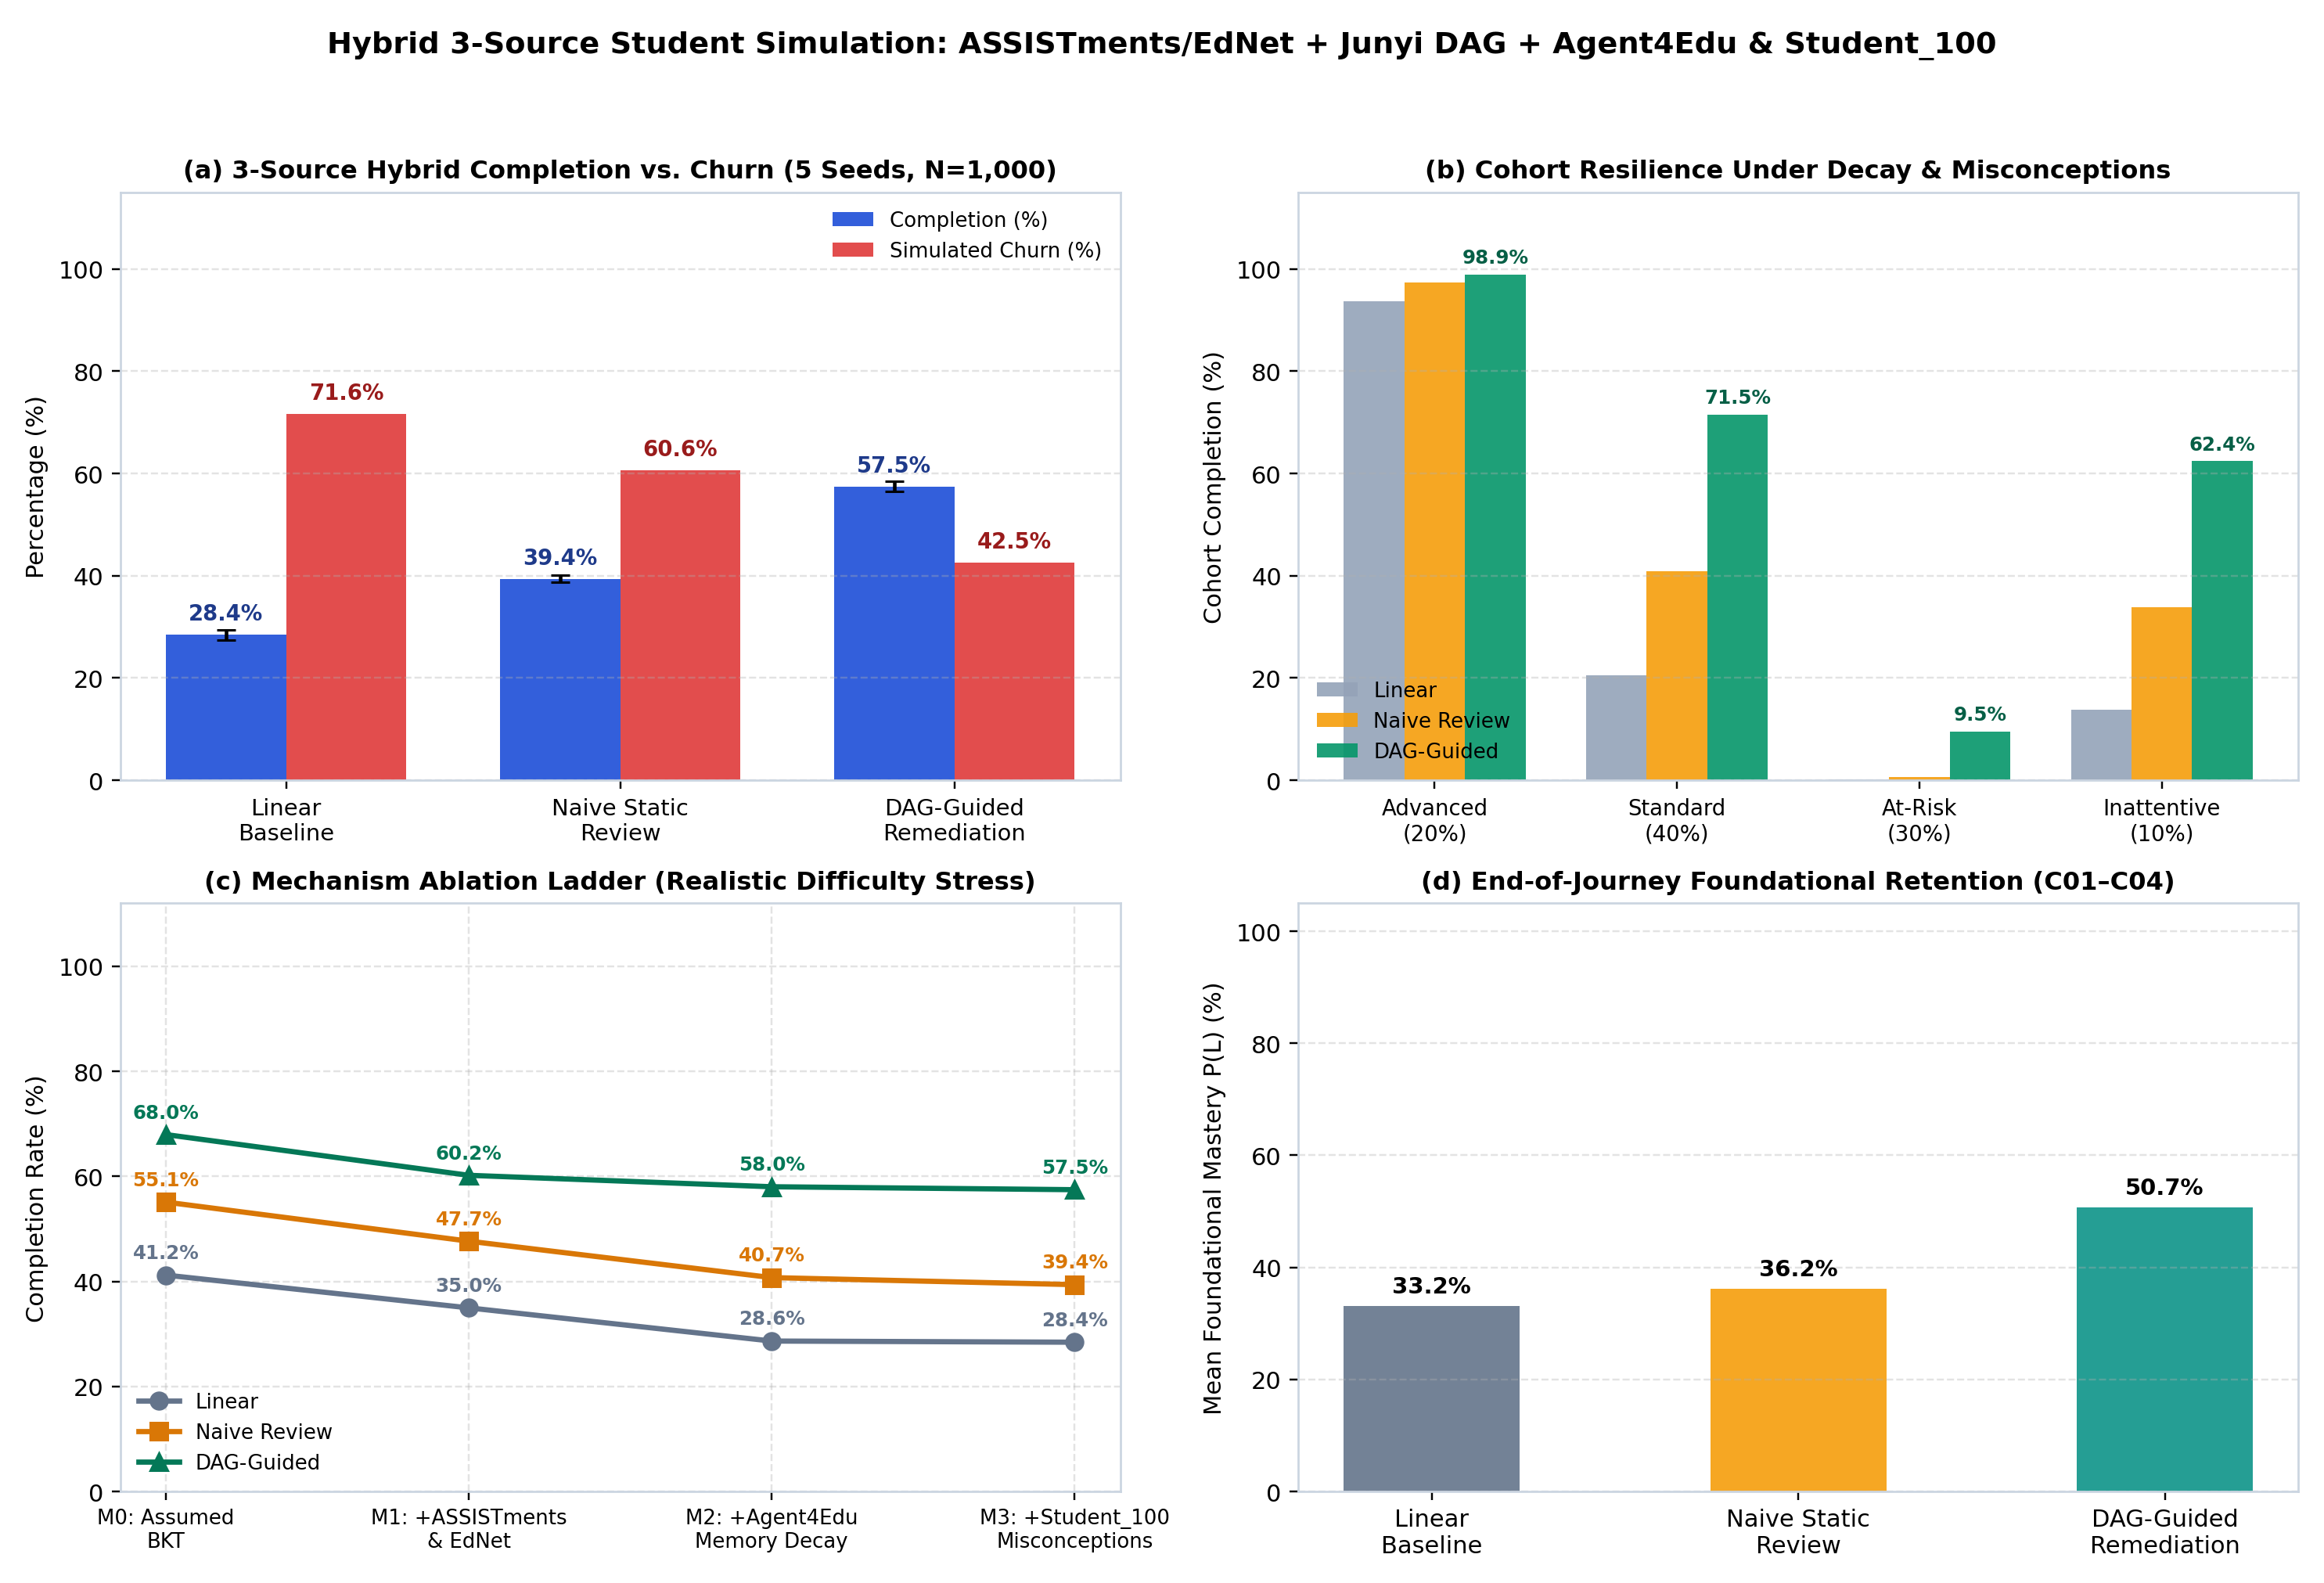 Hybrid 3-Source Student Simulation: ASSISTments/EdNet + Junyi DAG + Agent4Edu & Student_100
(a) 3-Source Hybrid Completion vs. Churn (5 Seeds, N=1,000)
Completion (%)
Simulated Churn (%)
Percentage (%)
100
80
60
40
20
0
28.4%
71.6%
39.4%
60.6%
57.5%
42.5%
Linear
Baseline
Naive Static
Review
DAG-Guided
Remediation
(b) Cohort Resilience Under Decay & Misconceptions
Cohort Completion (%)
100
80
60
40
20
0
98.9%
71.5%
9.5%
62.4%
Linear
Naive Review
DAG-Guided
Advanced
(20%)
Standard
(40%)
At-Risk
(30%)
Inattentive
(10%)
(c) Mechanism Ablation Ladder (Realistic Difficulty Stress)
Completion Rate (%)
100
80
60
40
20
0
68.0%
60.2%
58.0%
57.5%
55.1%
47.7%
40.7%
39.4%
41.2%
35.0%
28.6%
28.4%
Linear
Naive Review
DAG-Guided
M0: Assumed
BKT
M1: +ASSISTments
& EdNet
M2: +Agent4Edu
Memory Decay
M3: +Student_100
Misconceptions
(d) End-of-Journey Foundational Retention (C01–C04)
Mean Foundational Mastery P(L) (%)
100
80
60
40
20
0
33.2%
36.2%
50.7%
Linear
Baseline
Naive Static
Review
DAG-Guided
Remediation